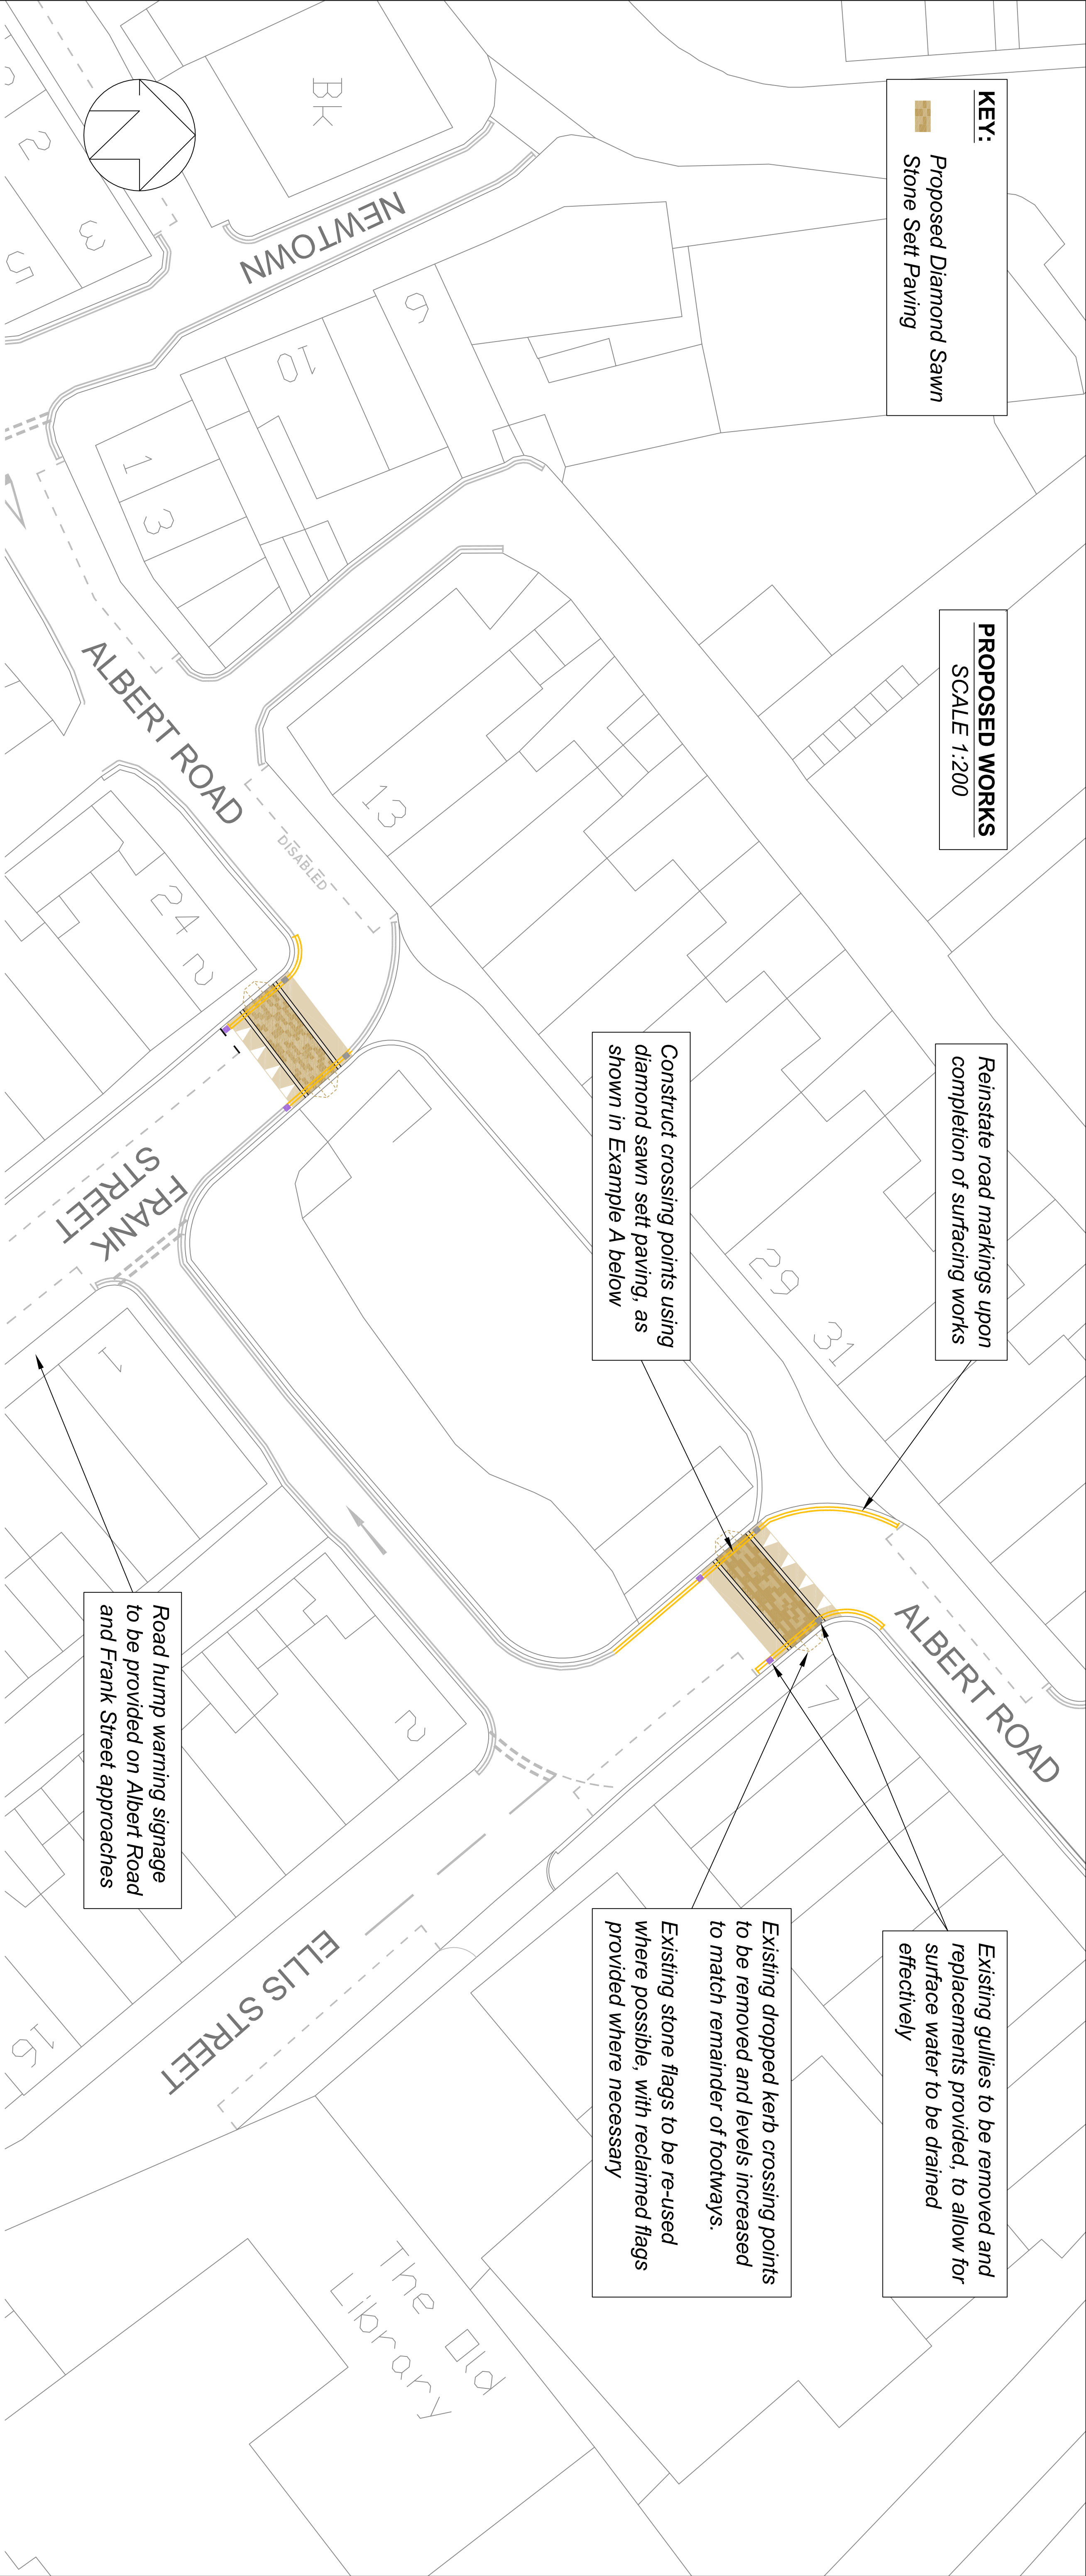 KEY:
Proposed Diamond Sawn
Stone Sett Paving
PROPOSED WORKS
SCALE 1:200
Reinstate road markings upon
completion of surfacing works
Existing gullies to be removed and
replacements provided, to allow for
surface water to be drained
effectively
Construct crossing points using
diamond sawn sett paving, as
shown in Example A below
Existing dropped kerb crossing points
to be removed and levels increased
to match remainder of footways.
Existing stone flags to be re-used
where possible, with reclaimed flags
provided where necessary
Road hump warning signage
to be provided on Albert Road
and Frank Street approaches
Bk
NEWTOWN
9
10
1
3
2
3
5
ALBERT ROAD
DISABLED
13
24
2
FRANK
STREET
1
29
31
ALBERT ROAD
7
2
ELLIS STREET
16
The Old
Library